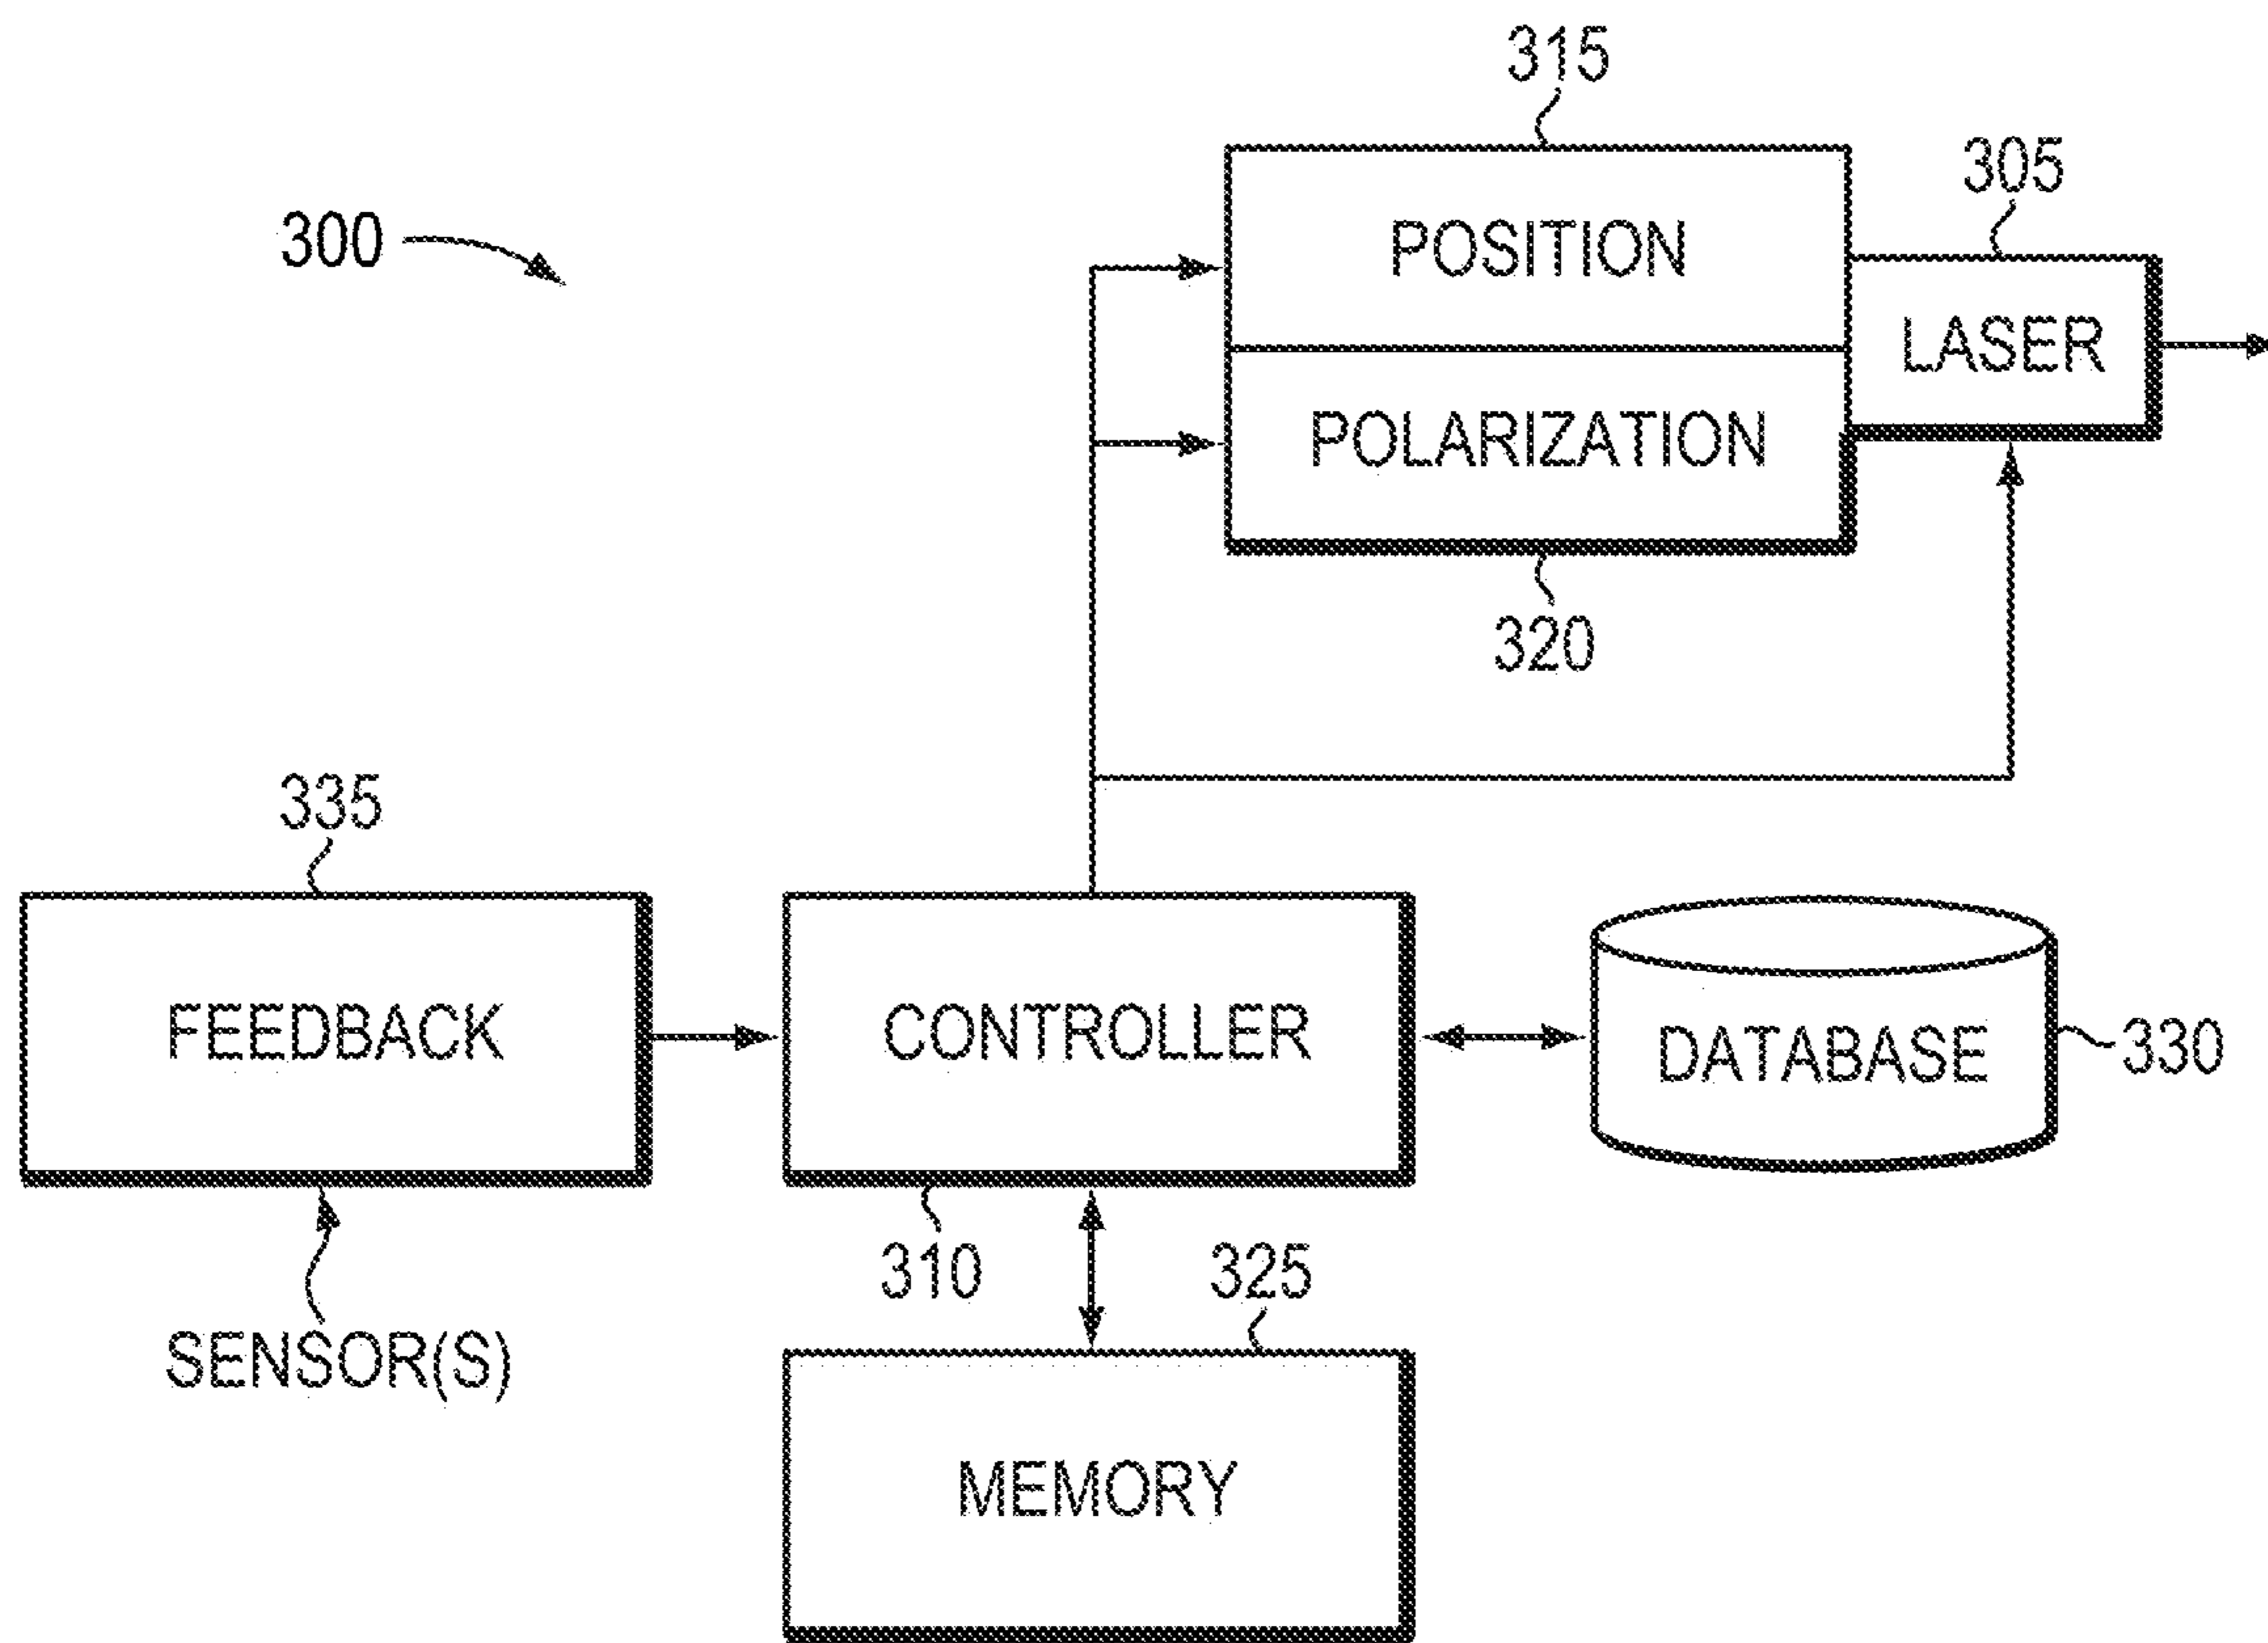 315
305
300
POSITION
LASER
POLARIZATION
320
335
FEEDBACK
CONTROLLER
DATABASE
330
310
325
SENSOR(S)
MEMORY